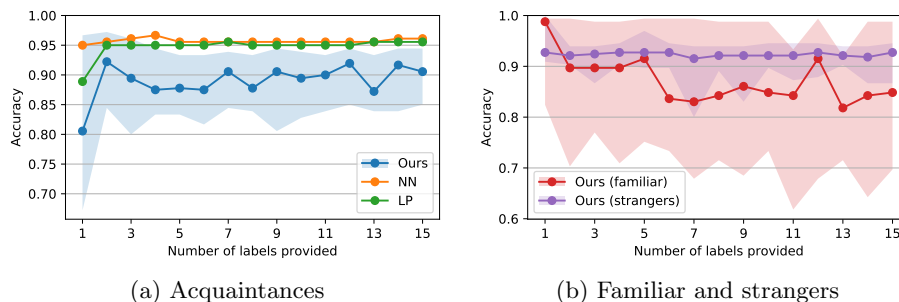 1.00
0.95
0.90
0.85
0.80
0.75
0.70
Accuracy
Ours
NN
LP
1 3 5 7 9 11 13 15
Number of labels provided
(a) Acquaintances
1.0
0.9
0.8
0.7
0.6
Accuracy
Ours (familiar)
Ours (strangers)
1 3 5 7 9 11 13 15
Number of labels provided
(b) Familiar and strangers